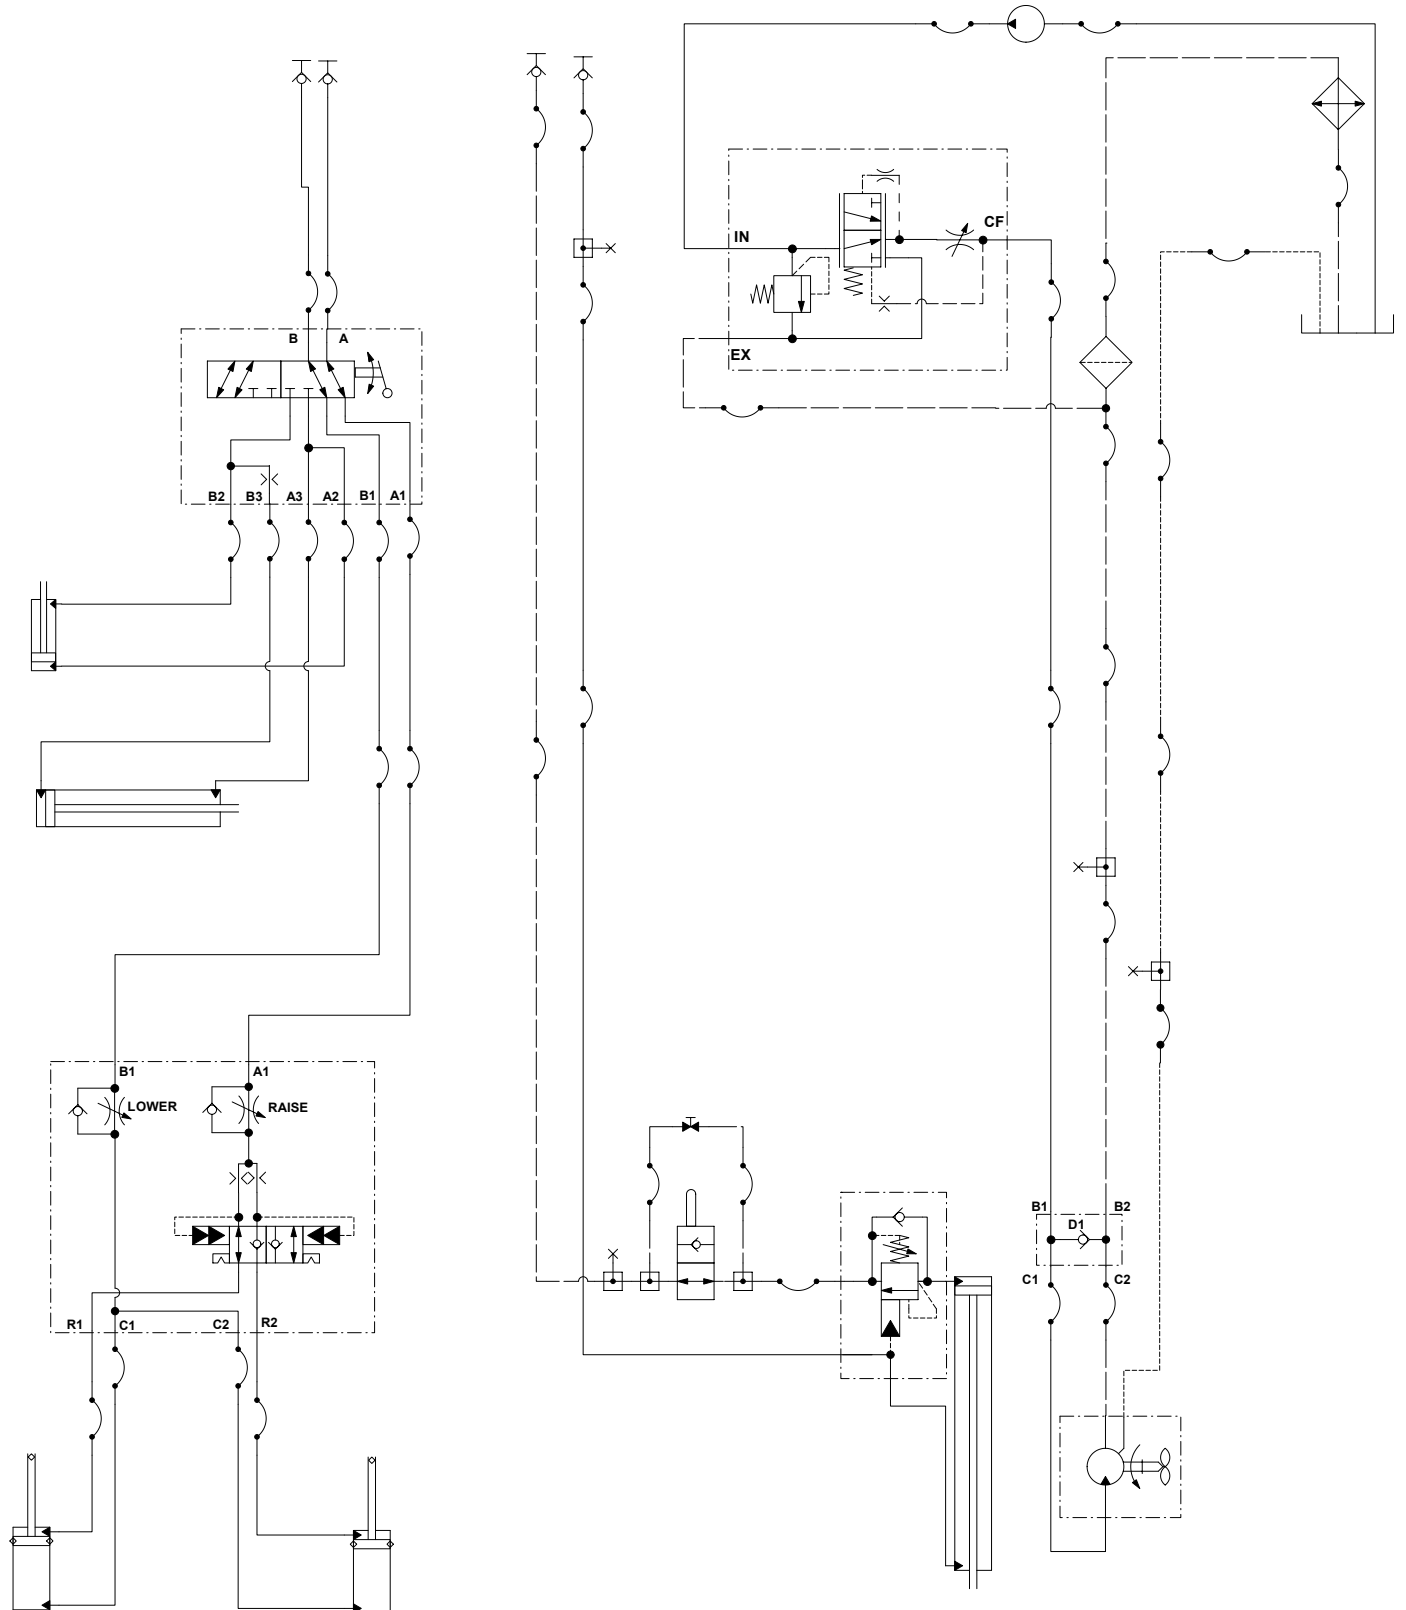 CF
IN
EX
B A
B2 B3 A3 A2 B1 A1
B1 A1
LOWER RAISE
R1 C1 C2 R2
B1 B2
D1
C1 C2